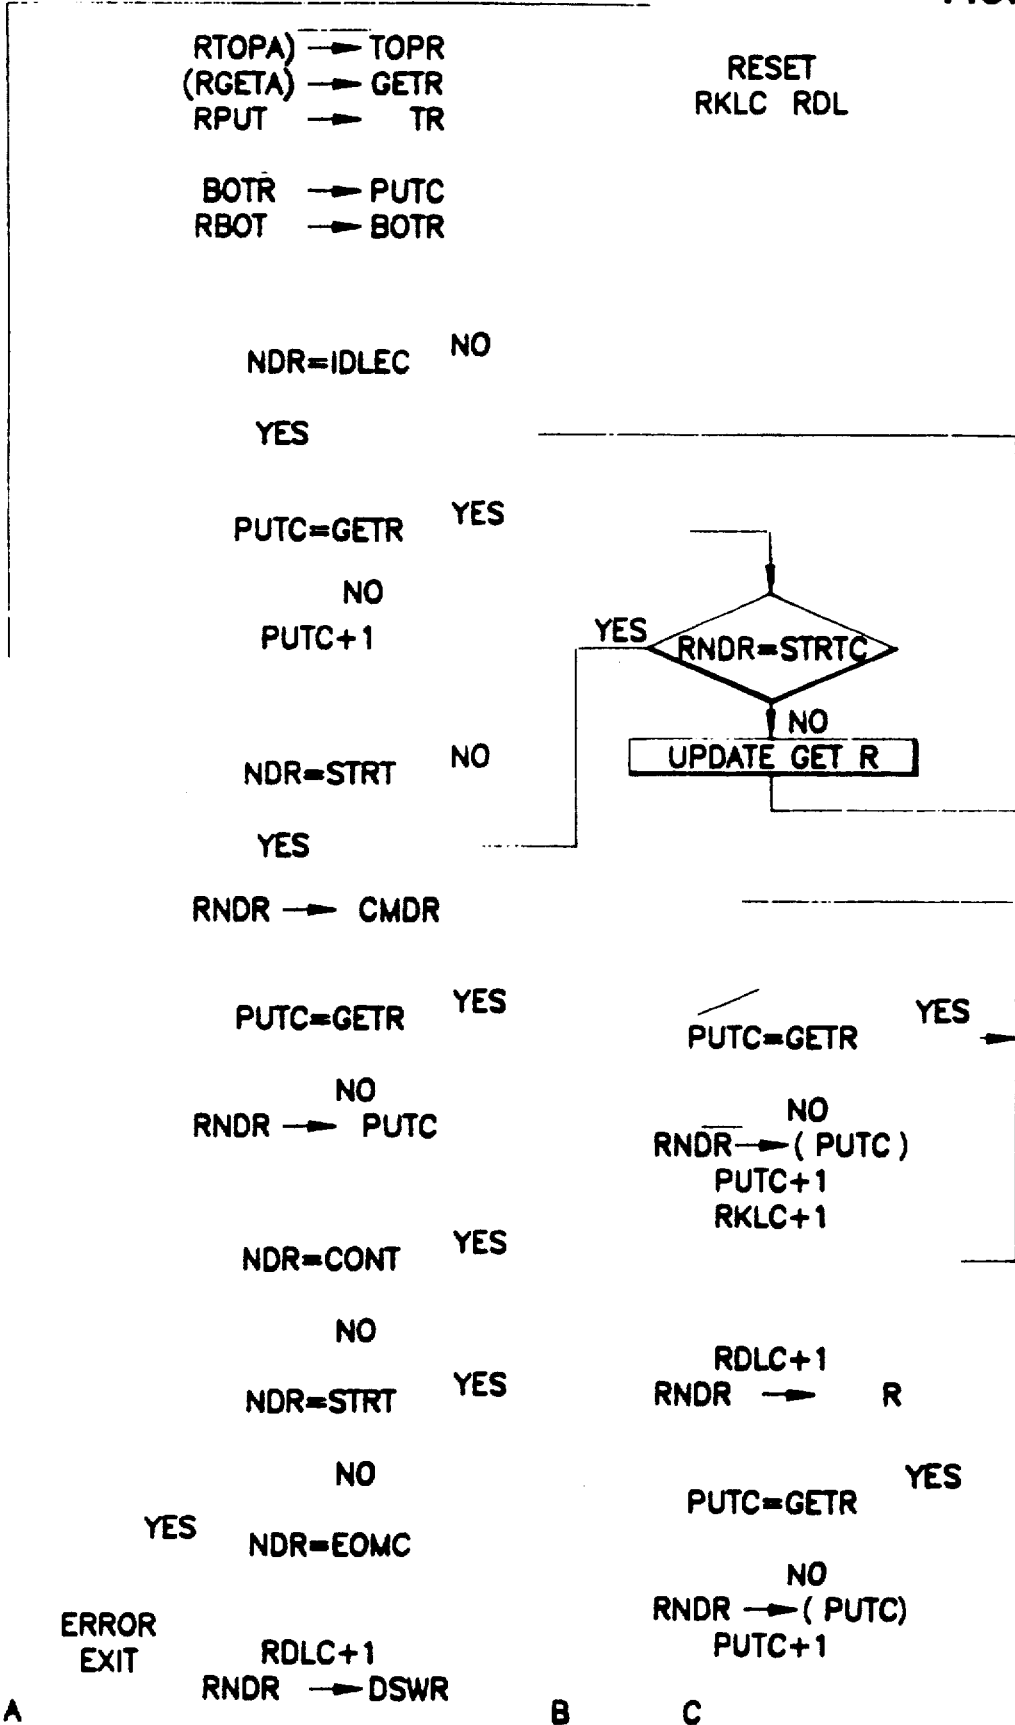 RTOPA) → TOPR
(RGETA) → GETR
RPUT → TR
BOTR → PUTC
RBOT → BOTR
NDR=IDLEC
NO
YES
PUTC=GETR
YES
NO
PUTC+1
NDR=STRT
NO
YES
RNDR → CMDR
PUTC=GETR
YES
NO
RNDR → PUTC
NDR=CONT
YES
NO
NDR=STRT
YES
NO
YES
NDR=EOMC
ERROR
EXIT
RDLC+1
RNDR → DSWR
A
B
RESET
RKLC RDL
YES
RNDR=STRTC
NO
UPDATE GET R
PUTC=GETR
YES
NO
RNDR → ( PUTC )
PUTC+1
RKLC+1
RDLC+1
RNDR → R
PUTC=GETR
YES
NO
RNDR → ( PUTC)
PUTC+1
C